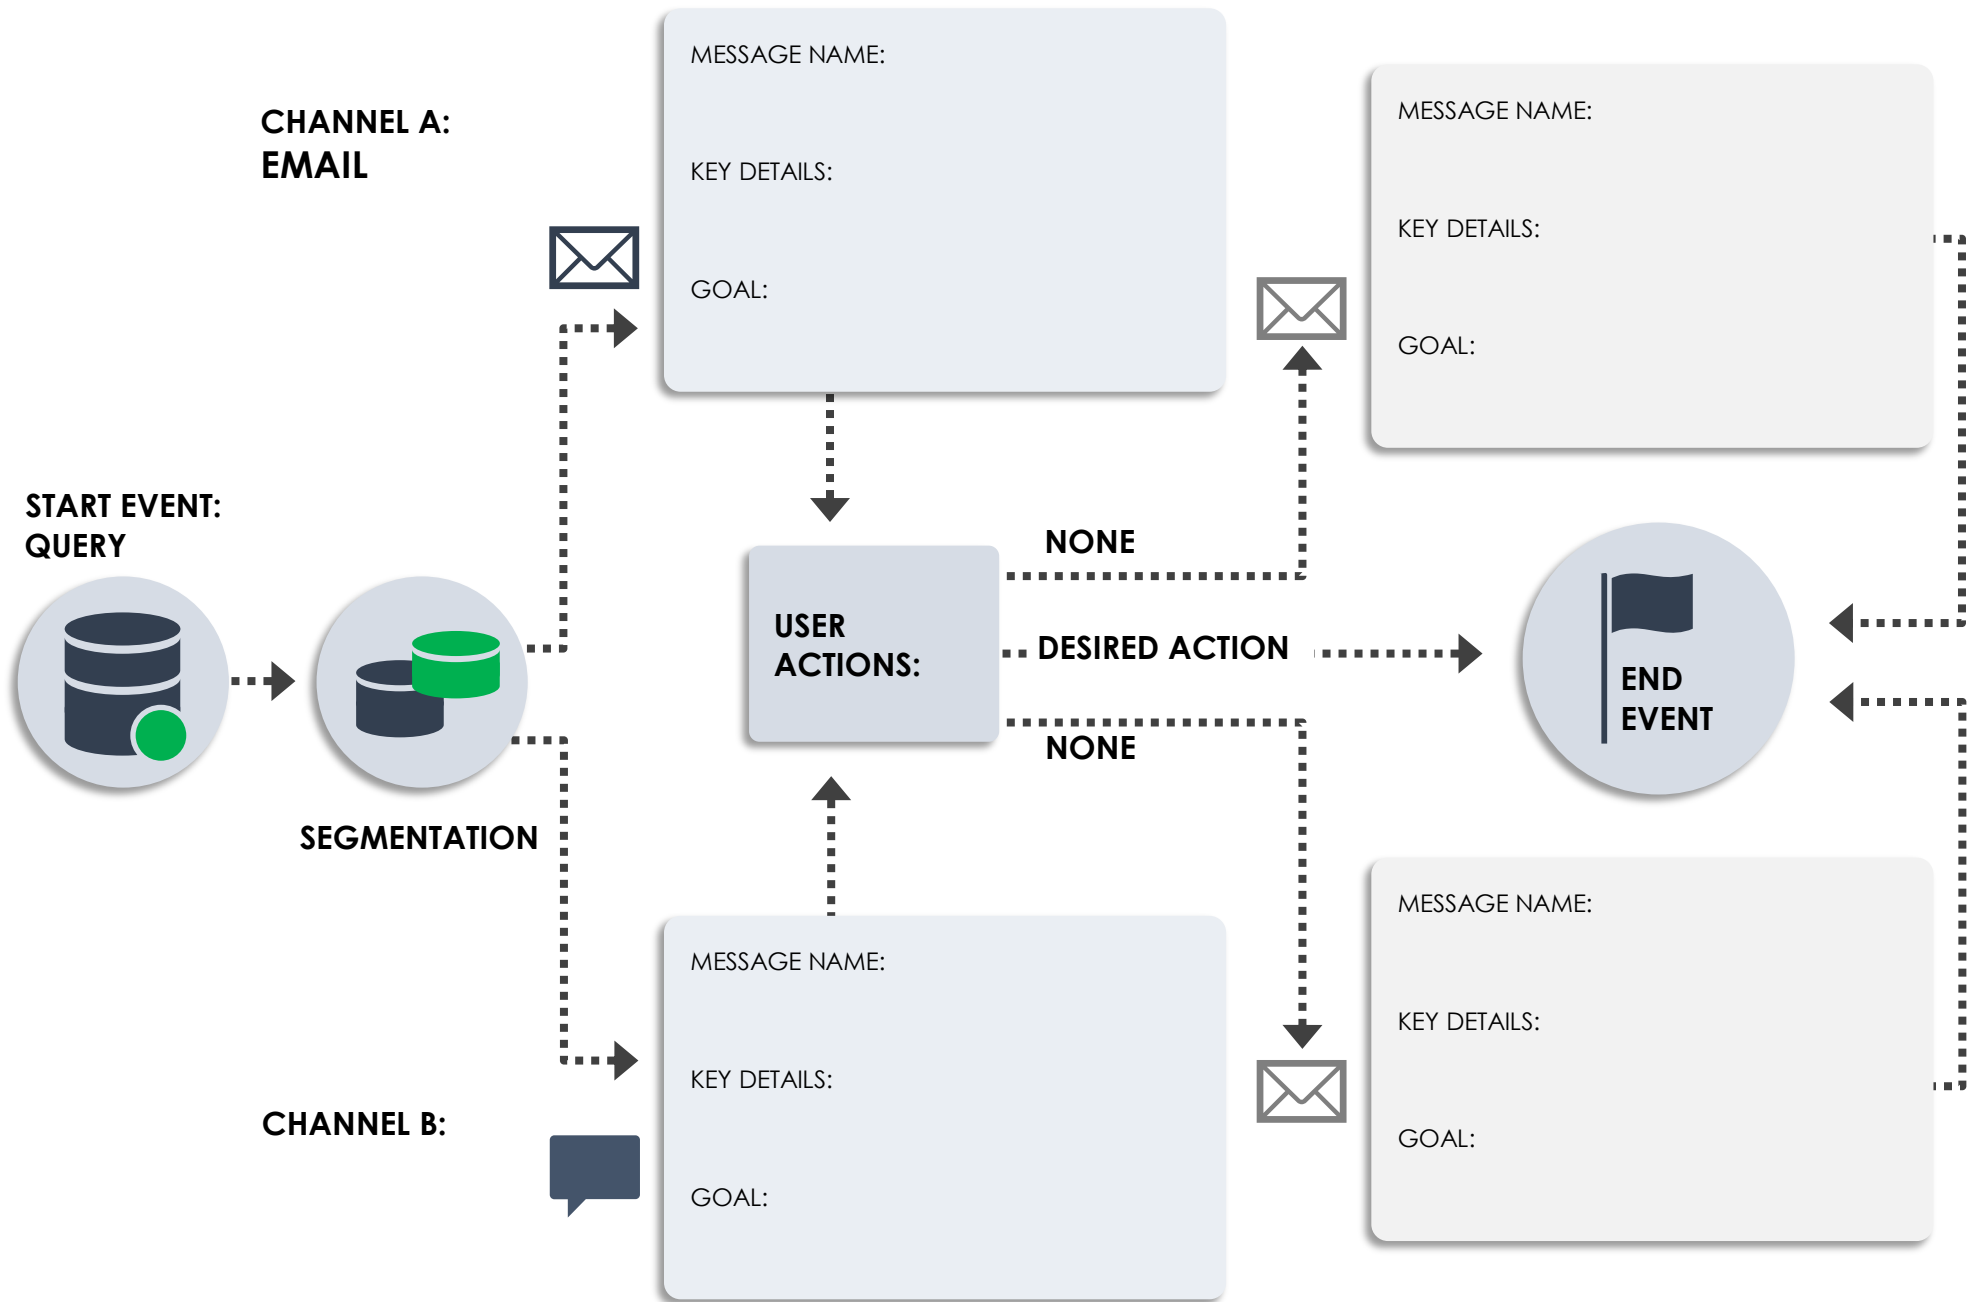 MESSAGE NAME:
KEY DETAILS:
GOAL:
CHANNEL A:
EMAIL
MESSAGE NAME:
KEY DETAILS:
GOAL:
START EVENT:
QUERY
SEGMENTATION
USER
ACTIONS:
NONE
DESIRED ACTION
NONE
END
EVENT
CHANNEL B:
MESSAGE NAME:
KEY DETAILS:
GOAL:
MESSAGE NAME:
KEY DETAILS:
GOAL: